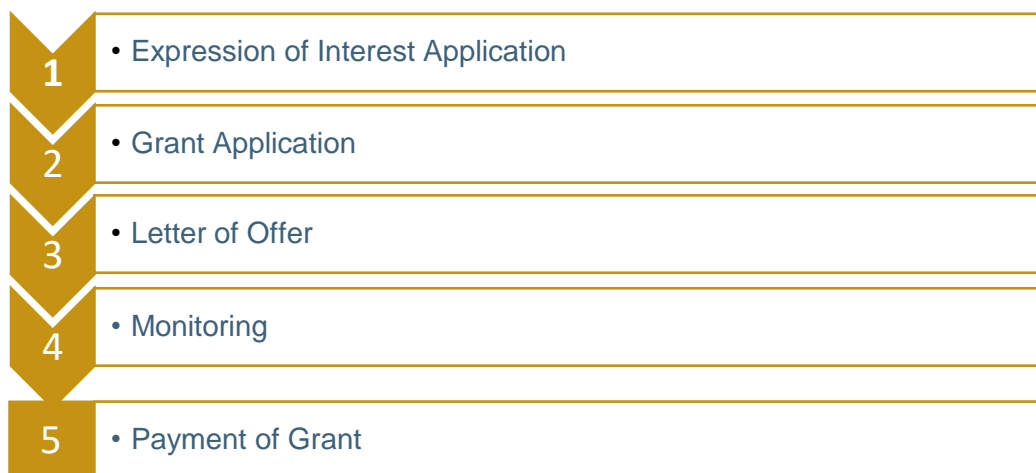 1 • Expression of Interest Application
2 • Grant Application
3 • Letter of Offer
4 • Monitoring
5 • Payment of Grant